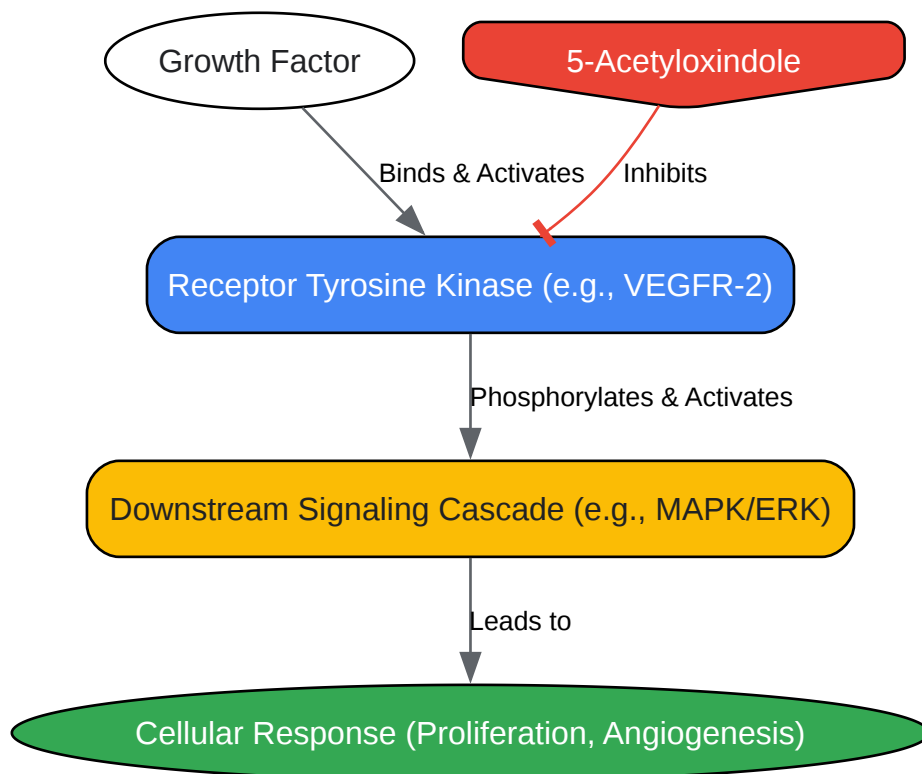 Growth Factor
5-Acetyloxindole
Binds & Activates
Inhibits
Receptor Tyrosine Kinase (e.g., VEGFR-2)
Phosphorylates & Activates
Downstream Signaling Cascade (e.g., MAPK/ERK)
Leads to
Cellular Response (Proliferation, Angiogenesis)